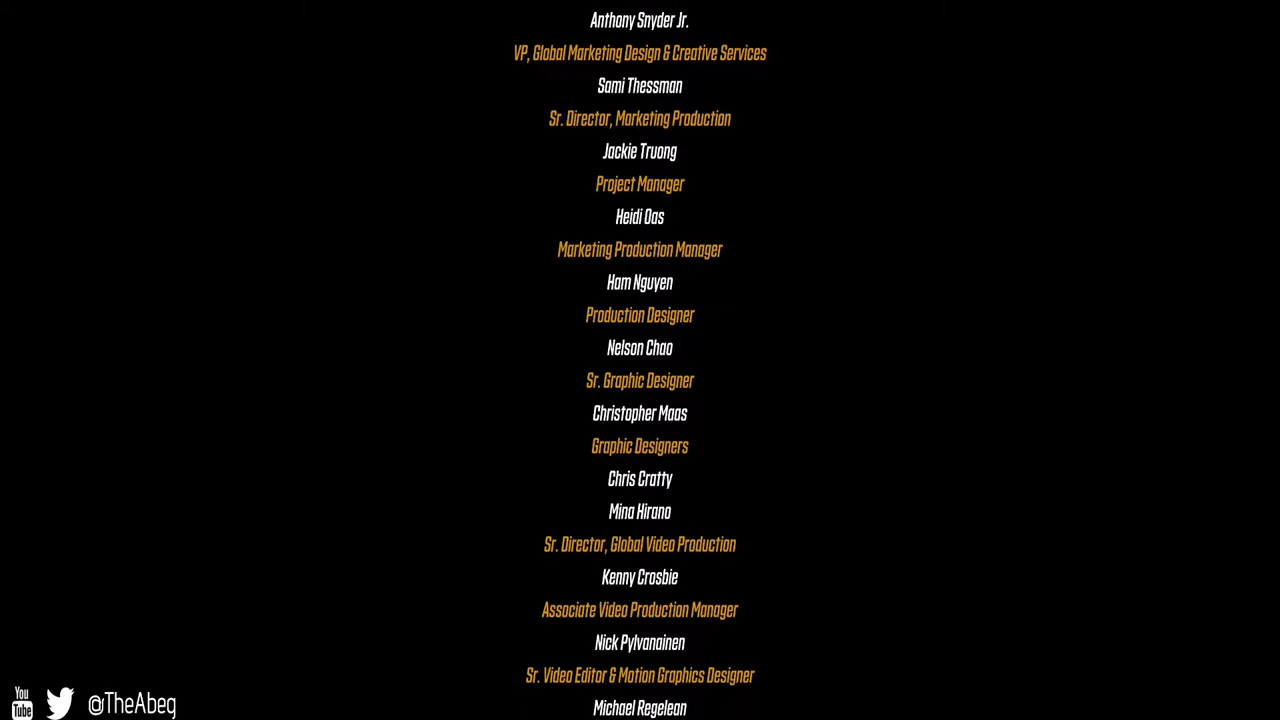 Anthony Snyder Jr.
VP, Global Marketing Design & Creative Services
Sami Thessman
Sr. Director, Marketing Production
Jackie Truong
Project Manager
Heidi Oas
Marketing Production Manager
Ham Nguyen
Production Designer
Nelson Chao
Sr. Graphic Designer
Christopher Maas
Graphic Designers
Chris Cratty
Mina Hirano
Sr. Director, Global Video Production
Kenny Crosbie
Associate Video Production Manager
Nick Pylvanainen
Sr. Video Editor & Motion Graphics Designer
Michael Regelean
You
Tube
@TheAbeg